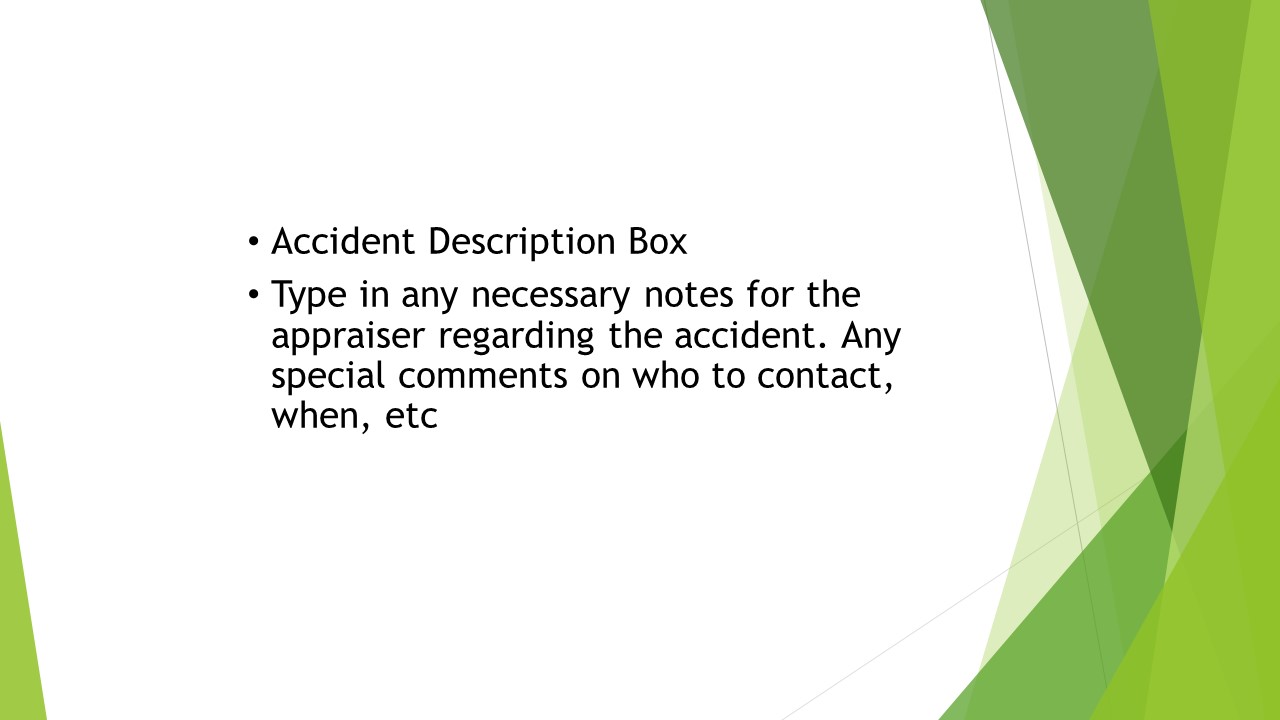 • Accident Description Box
• Type in any necessary notes for the
appraiser regarding the accident. Any
special comments on who to contact,
when, etc